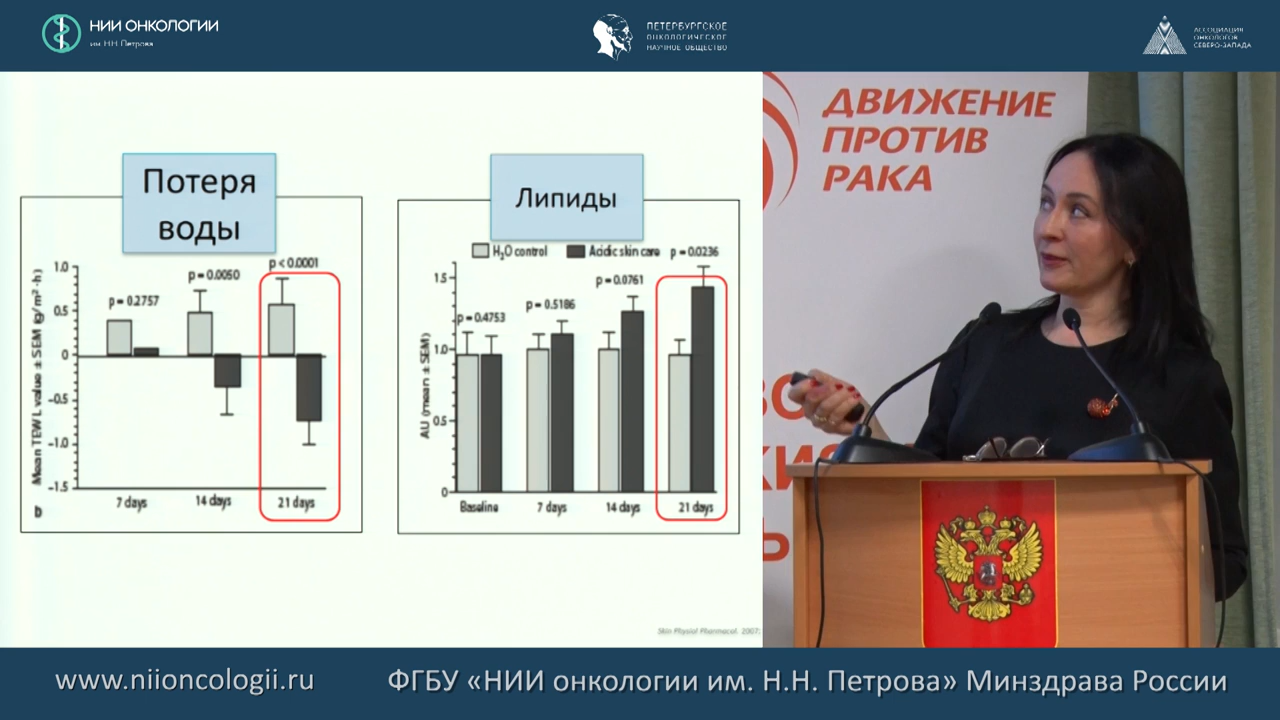 НИИ ОНКОЛОГИИ
им. Н.Н. Петрова
ПЕТЕРБУРГСКОЕ
ОНКОЛОГИЧЕСКОЕ
НАУЧНОЕ ОБЩЕСТВО
АССОЦИАЦИЯ
ОНКОЛОГОВ
СЕВЕРО-ЗАПАДА
Потеря
воды
Mean TEWL value ± SEM (g/m² ·h)
1.0
0.5
0
−0.5
−1.0
−1.5
p = 0.2757
p = 0.0050
p < 0.0001
7 days
14 days
21 days
b
Липиды
H₂O control
Acidic skin care
AU (mean ± SEM)
1.5
1.0
0.5
0
p = 0.4753
p = 0.5186
p = 0.0761
p = 0.0236
Baseline
7 days
14 days
21 days
Skin Physiol Pharmacol. 2007;
ДВИЖЕНИЕ
ПРОТИВ
РАКА
www.niioncologii.ru
ФГБУ «НИИ онкологии им. Н.Н. Петрова» Минздрава России